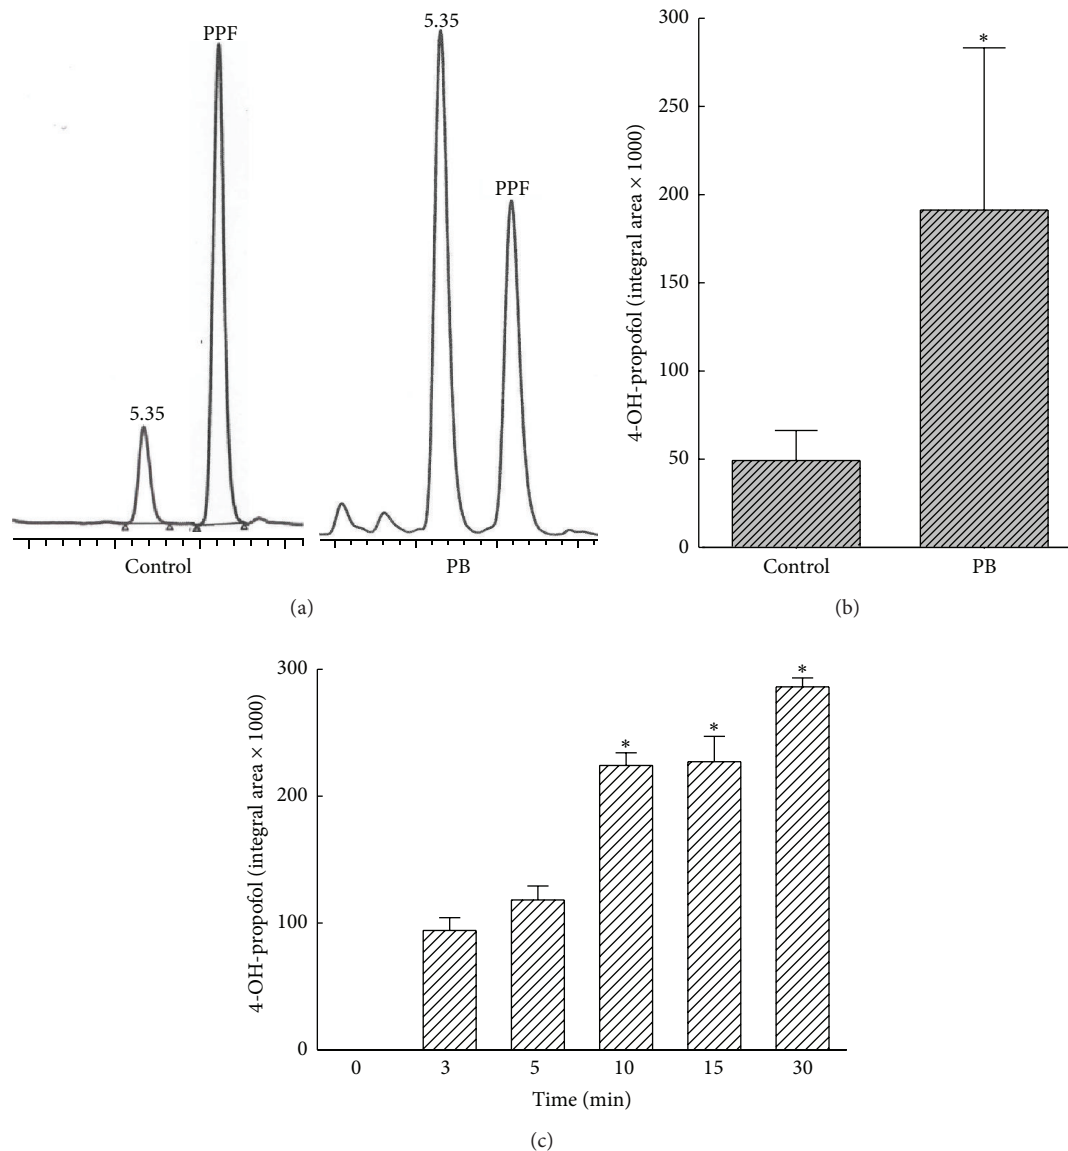 PPF
5.35
Control
5.35
PPF
PB
(a)
4-OH-propofol (integral area × 1000)
300
250
200
150
100
50
0
*
Control
PB
(b)
4-OH-propofol (integral area × 1000)
300
200
100
0
*
*
*
0 3 5 10 15 30
Time (min)
(c)